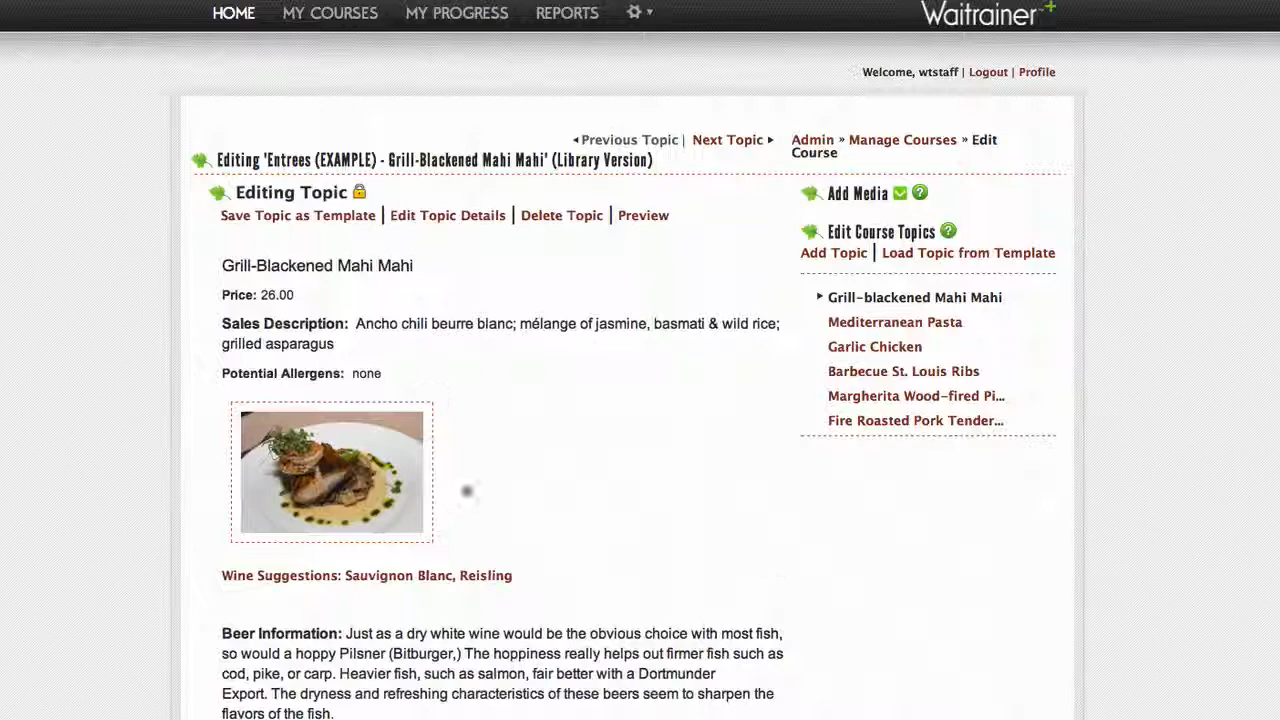 HOME MY COURSES MY PROGRESS REPORTS
Waitrainer+
Welcome, wtstaff | Logout | Profile
Previous Topic | Next Topic
Admin » Manage Courses » Edit
Course
Editing 'Entrees (EXAMPLE) - Grill-Blackened Mahi Mahi' (Library Version)
Editing Topic
Save Topic as Template | Edit Topic Details | Delete Topic | Preview
Grill-Blackened Mahi Mahi
Price: 26.00
Sales Description: Ancho chili beurre blanc; mélange of jasmine, basmati & wild rice;
grilled asparagus
Potential Allergens: none
Wine Suggestions: Sauvignon Blanc, Reisling
Beer Information: Just as a dry white wine would be the obvious choice with most fish,
so would a hoppy Pilsner (Bitburger,) The hoppiness really helps out firmer fish such as
cod, pike, or carp. Heavier fish, such as salmon, fair better with a Dortmunder
Export. The dryness and refreshing characteristics of these beers seem to sharpen the
flavors of the fish.
Add Media ?
Edit Course Topics ?
Add Topic | Load Topic from Template
Grill-blackened Mahi Mahi
Mediterranean Pasta
Garlic Chicken
Barbecue St. Louis Ribs
Margherita Wood-fired Pi...
Fire Roasted Pork Tender...